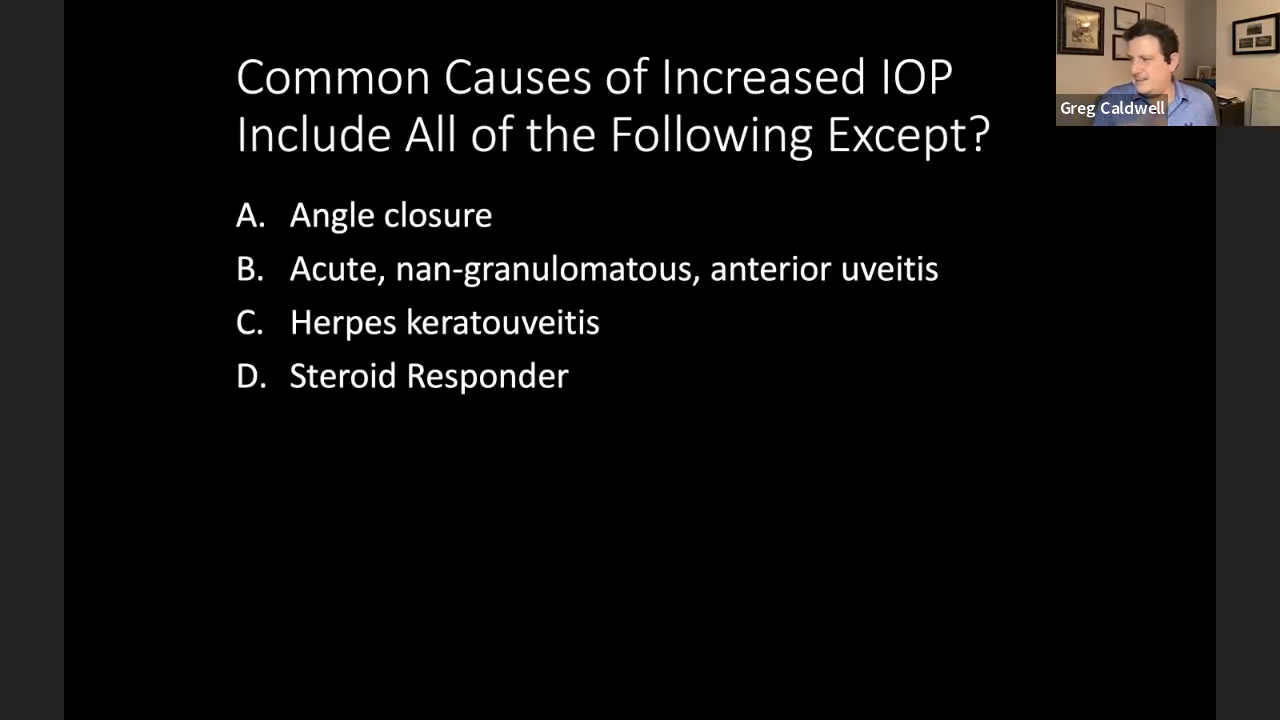 Common Causes of Increased IOP
Include All of the Following Except?
A. Angle closure
B. Acute, nan-granulomatous, anterior uveitis
C. Herpes keratouveitis
D. Steroid Responder
Greg Caldwell